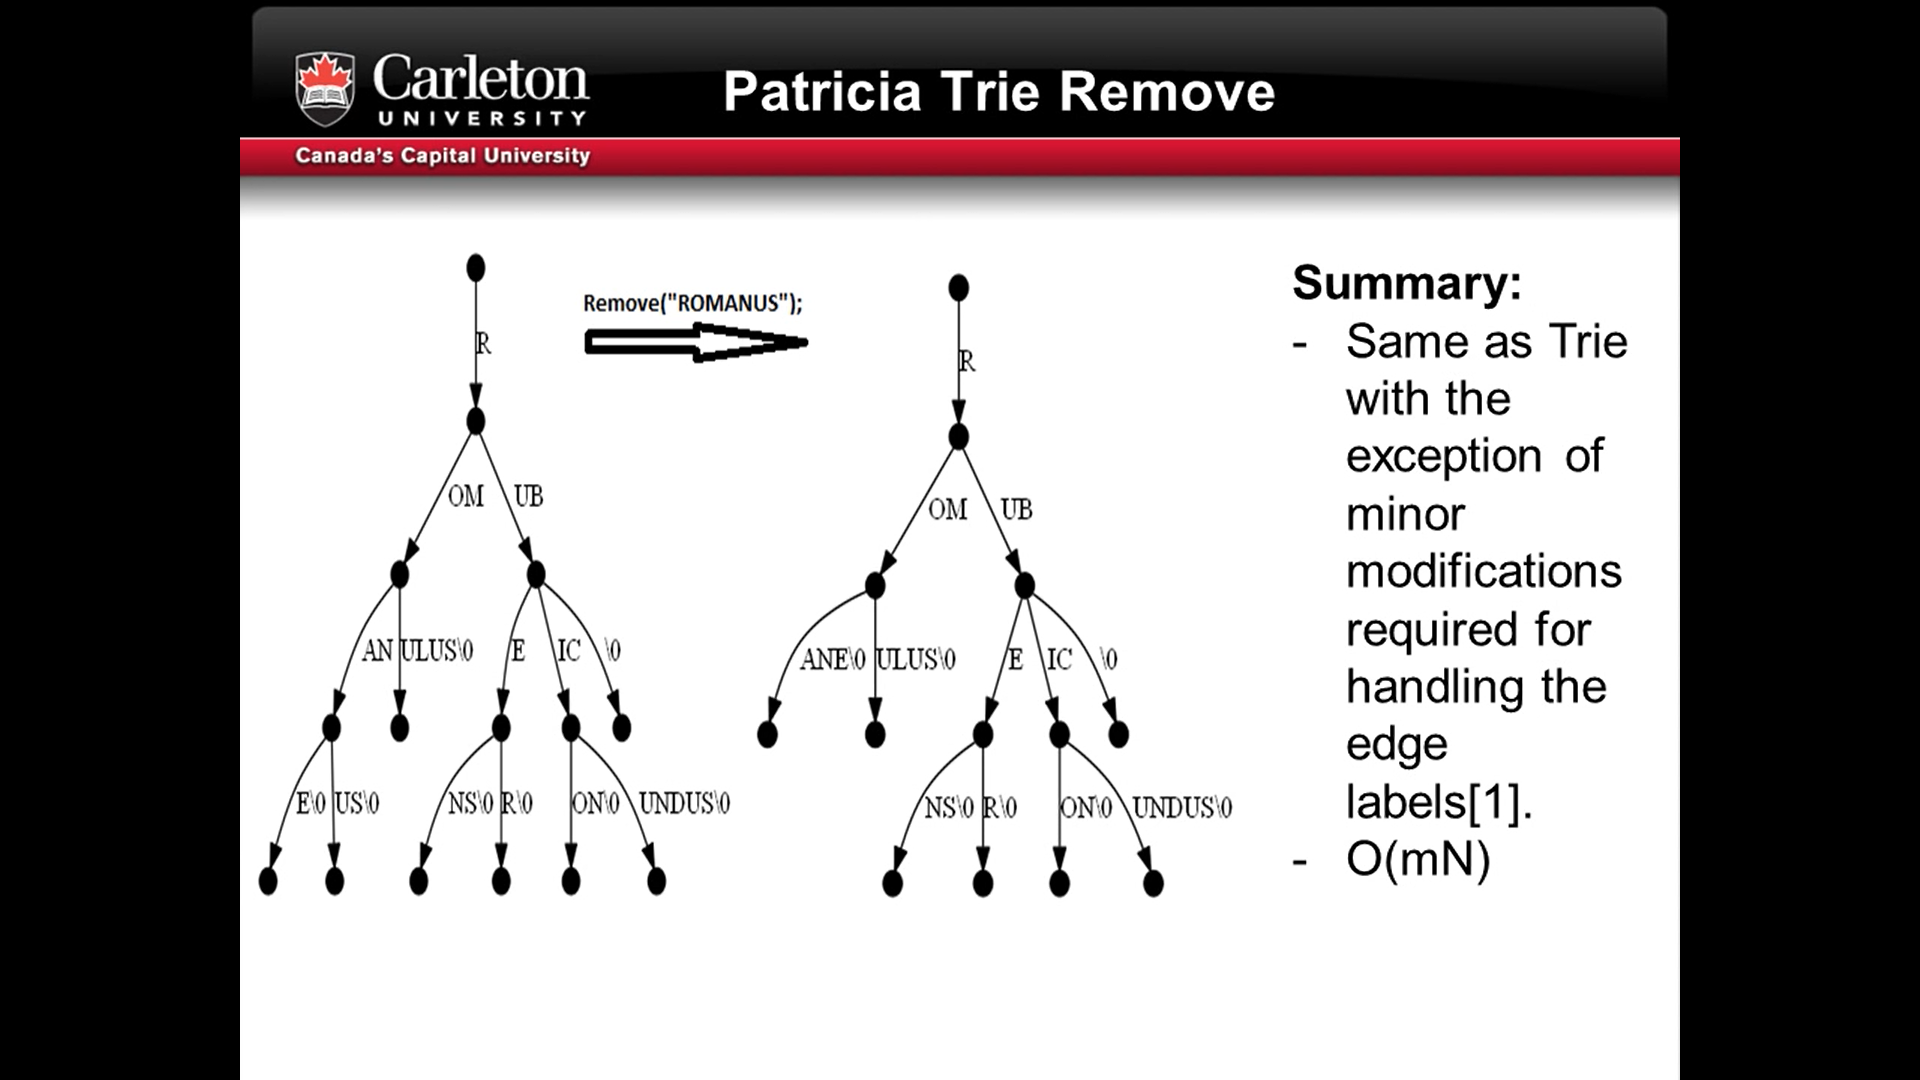 Carleton
UNIVERSITY
Canada's Capital University
Patricia Trie Remove
R
OM UB
AN ULUS\0 E IC \0
E\0 US\0 NS\0 R\0 ON\0 UNDUS\0
Remove("ROMANUS");
R
OM UB
ANE\0 ULUS\0 E IC \0
NS\0 R\0 ON\0 UNDUS\0
Summary:
- Same as Trie
with the
exception of
minor
modifications
required for
handling the
edge
labels[1].
- O(mN)